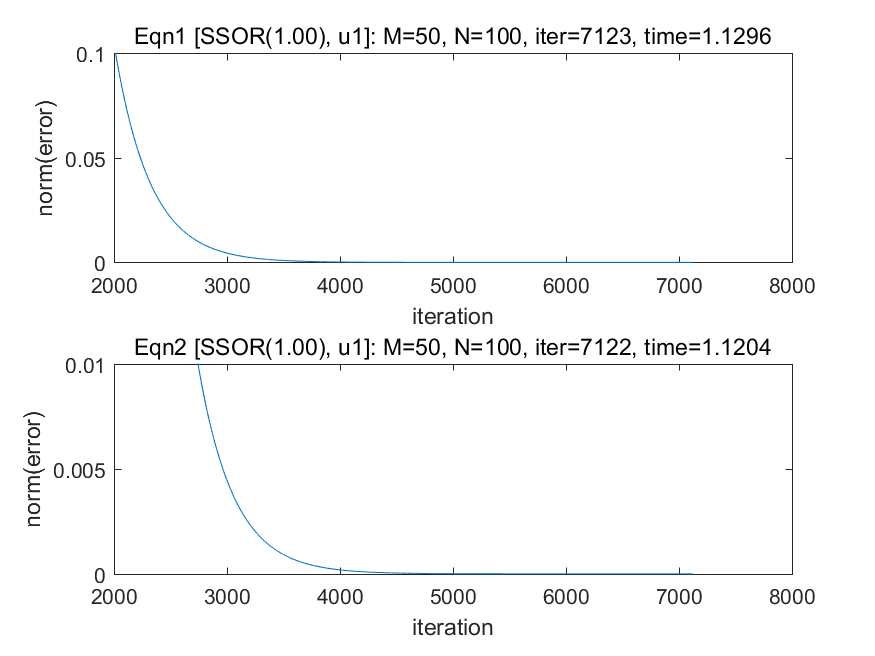 Eqn1 [SSOR(1.00), u1]: M=50, N=100, iter=7123, time=1.1296
norm(error)
0.1
0.05
0
2000 3000 4000 5000 6000 7000 8000
iteration
Eqn2 [SSOR(1.00), u1]: M=50, N=100, iter=7122, time=1.1204
norm(error)
0.01
0.005
0
2000 3000 4000 5000 6000 7000 8000
iteration